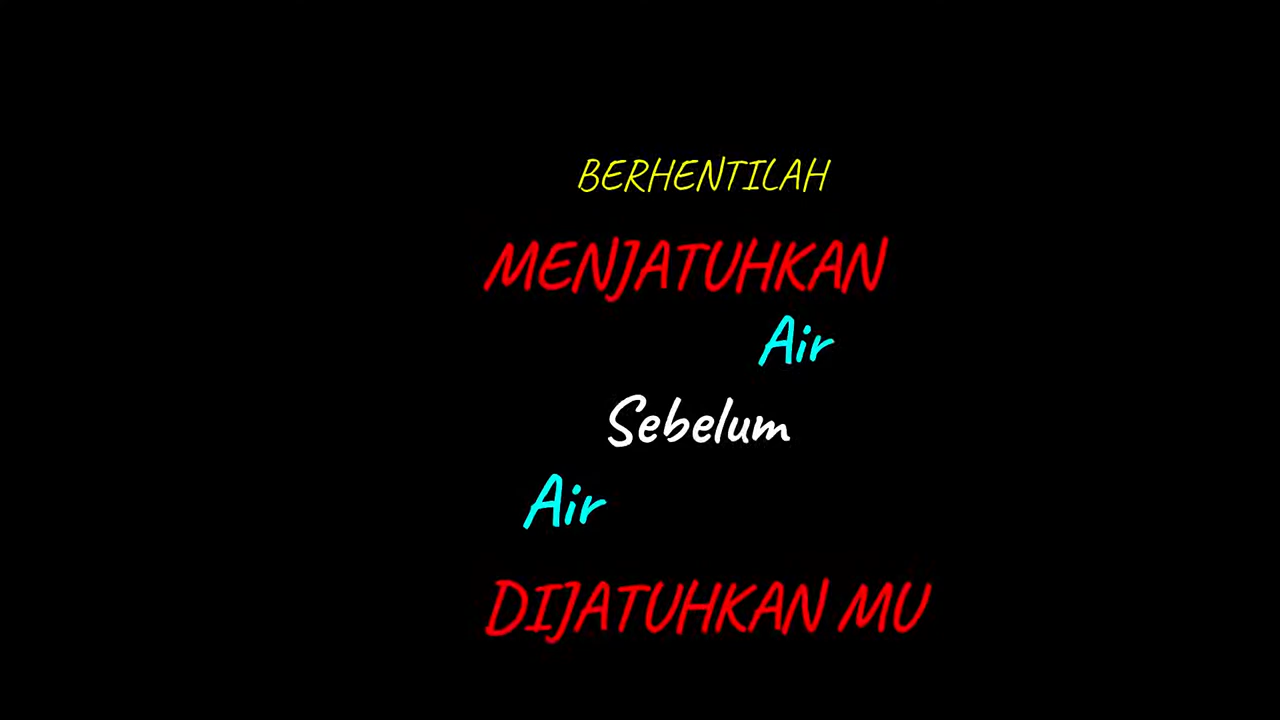 BERHENTILAH
MENJATUHKAN
Air
Sebelum
Air
DIJATUHKAN MU